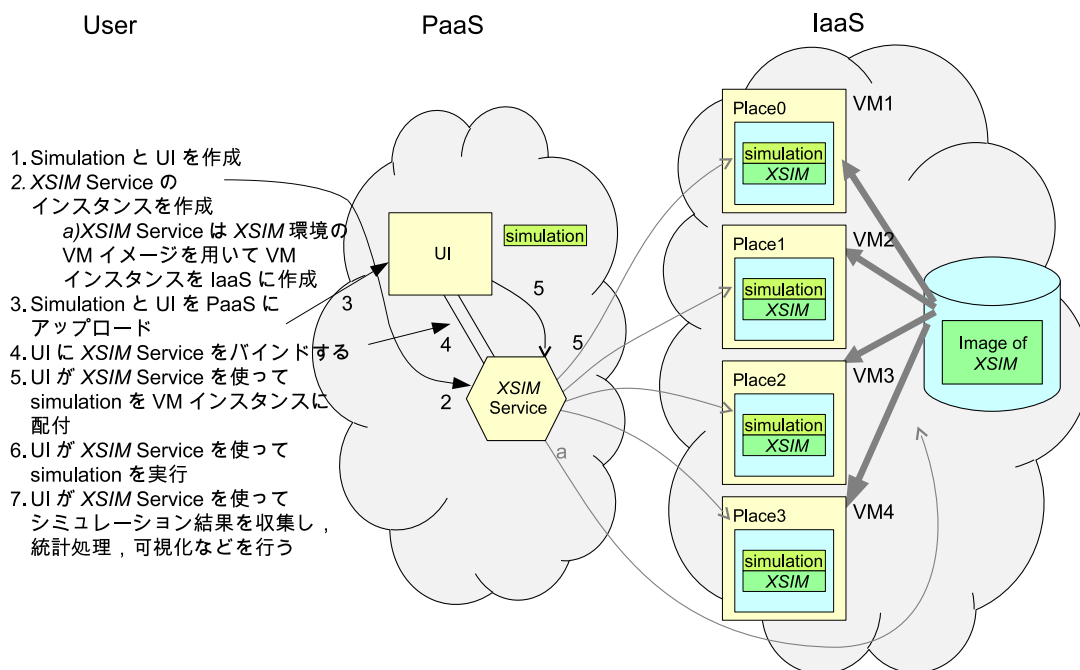 User
PaaS
IaaS
1. Simulation と UI を作成
2. XSIM Service の
インスタンスを作成
a)XSIM Service は XSIM 環境の
VM イメージを用いて VM
インスタンスを IaaS に作成
3. Simulation と UI を PaaS に
アップロード
4. UI に XSIM Service をバインドする
5. UI が XSIM Service を使って
simulation を VM インスタンスに
配付
6. UI が XSIM Service を使って
simulation を実行
7. UI が XSIM Service を使って
シミュレーション結果を収集し，
統計処理，可視化などを行う
UI
simulation
3
5
4
5
2
XSIM
Service
a
Place0
VM1
simulation
XSIM
Place1
VM2
simulation
XSIM
Place2
VM3
simulation
XSIM
Place3
VM4
simulation
XSIM
Image of
XSIM